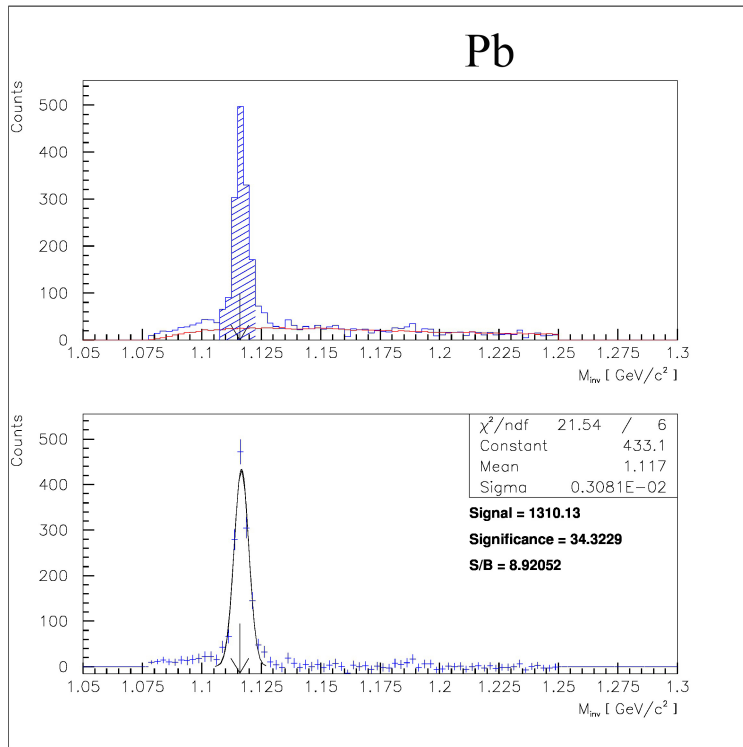 Pb
Counts
500
400
300
200
100
0
1.05 1.075 1.1 1.125 1.15 1.175 1.2 1.225 1.25 1.275 1.3
M_inv [ GeV/c² ]
Counts
500
400
300
200
100
0
χ²/ndf 21.54 / 6
Constant 433.1
Mean 1.117
Sigma 0.3081E-02
Signal = 1310.13
Significance = 34.3229
S/B = 8.92052
1.05 1.075 1.1 1.125 1.15 1.175 1.2 1.225 1.25 1.275 1.3
M_inv [ GeV/c² ]